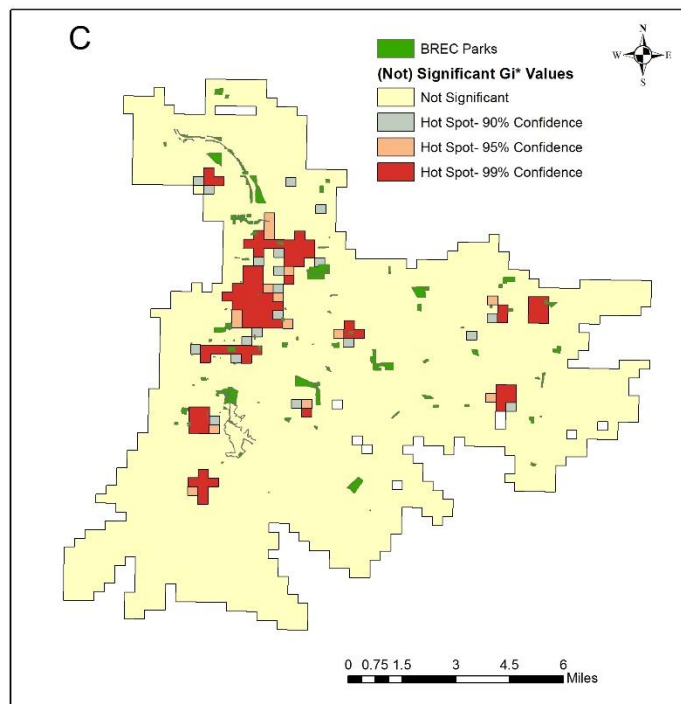 C
BREC Parks
(Not) Significant Gi* Values
Not Significant
Hot Spot- 90% Confidence
Hot Spot- 95% Confidence
Hot Spot- 99% Confidence
N
W E
S
0 0.75 1.5 3 4.5 6
Miles